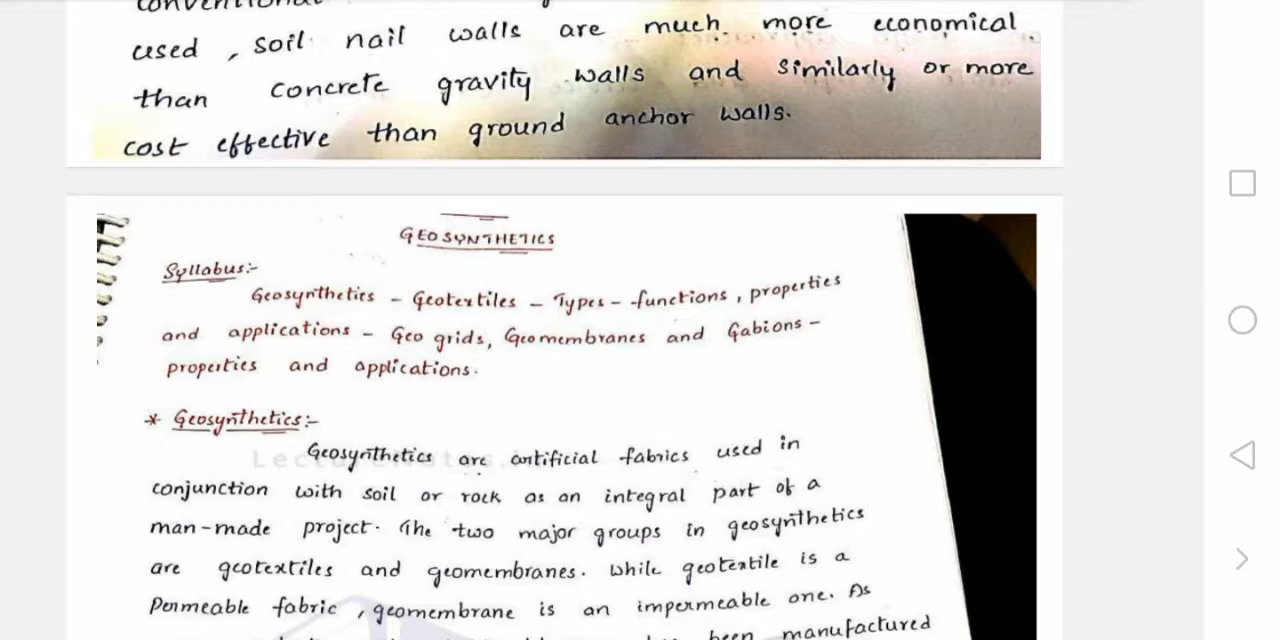 conventional
used , soil nail walls are much more economical
than concrete gravity walls and similarly or more
cost effective than ground anchor walls.
GEOSYNTHETICS
Syllabus:-
Geosynthetics - Geotextiles - Types - functions, properties
and applications - Geo grids, Geomembranes and Gabions -
properties and applications.
* Geosynthetics:-
Geosynthetics are artificial fabrics used in
conjunction with soil or rock as an integral part of a
man-made project. The two major groups in geosynthetics
are geotextiles and geomembranes. While geotextile is a
permeable fabric, geomembrane is an impermeable one. As
been manufactured